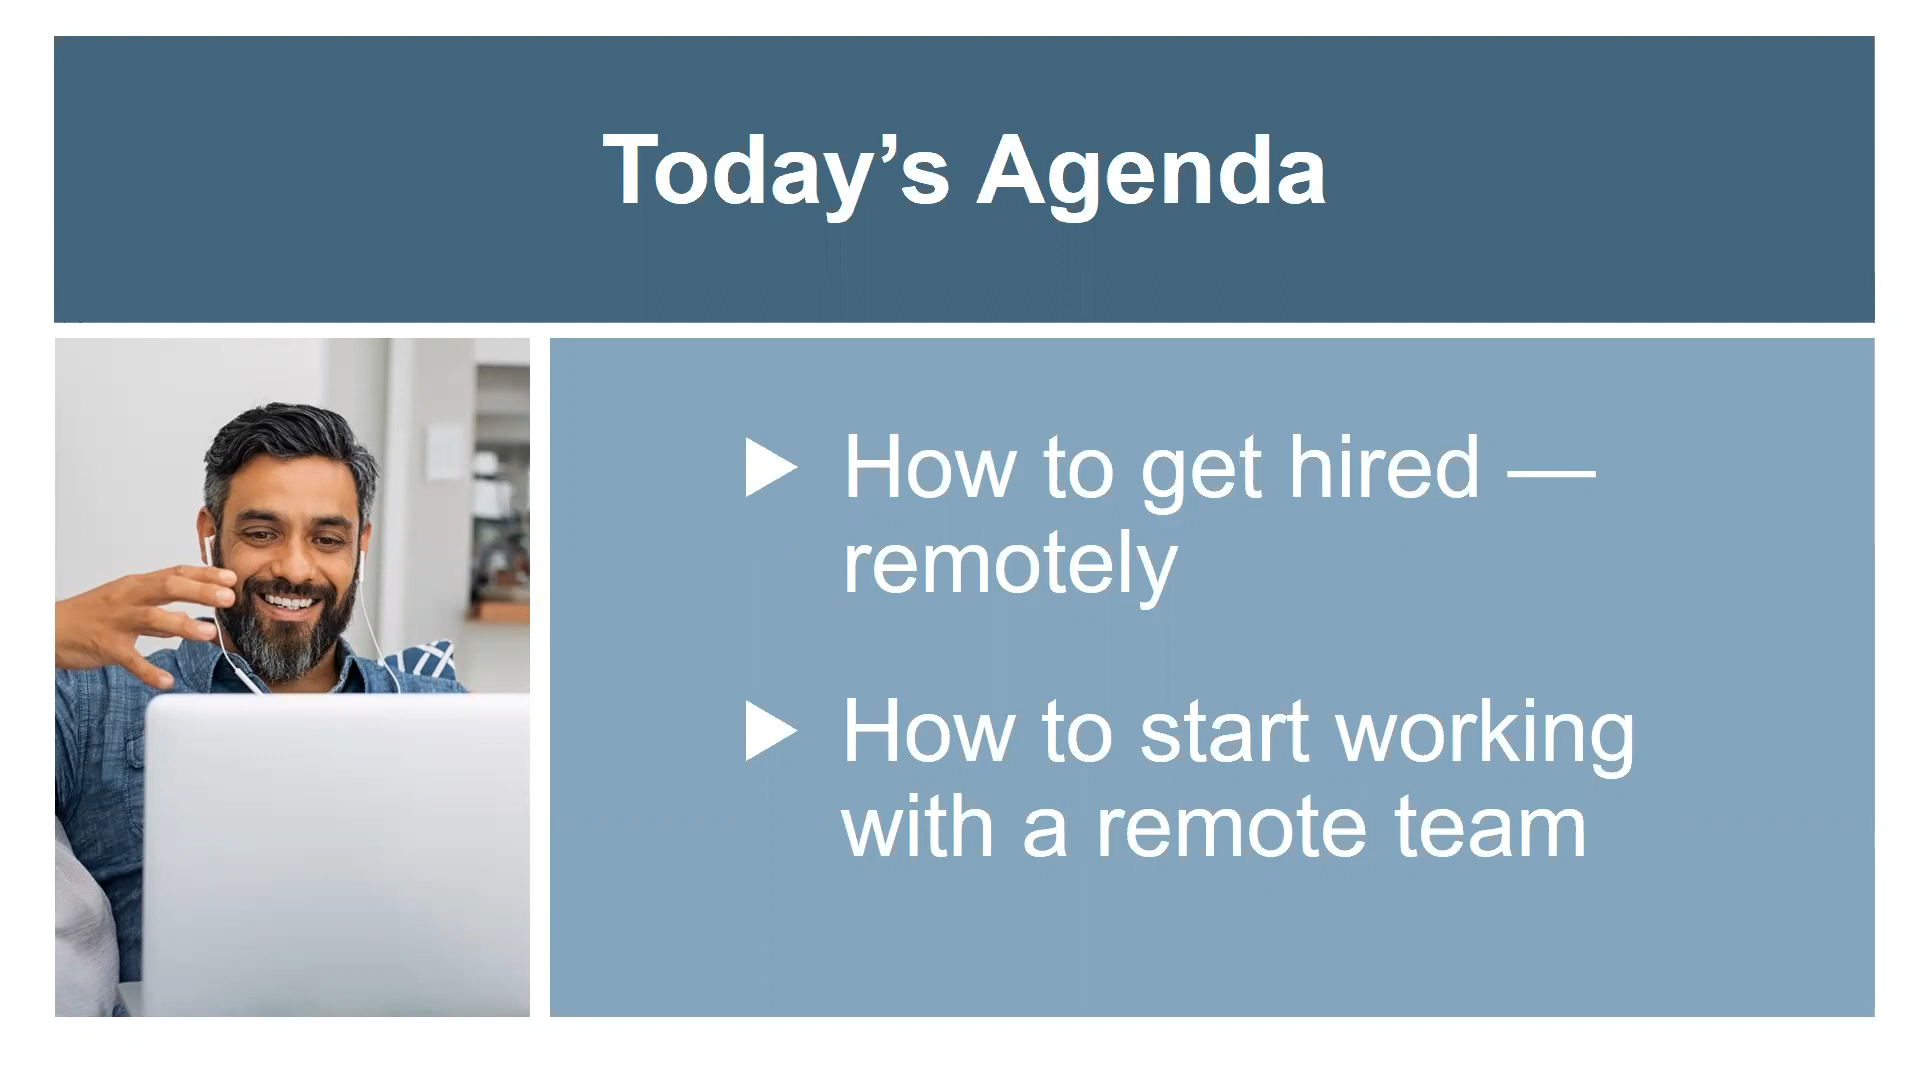 Today’s Agenda
How to get hired —
remotely
How to start working
with a remote team